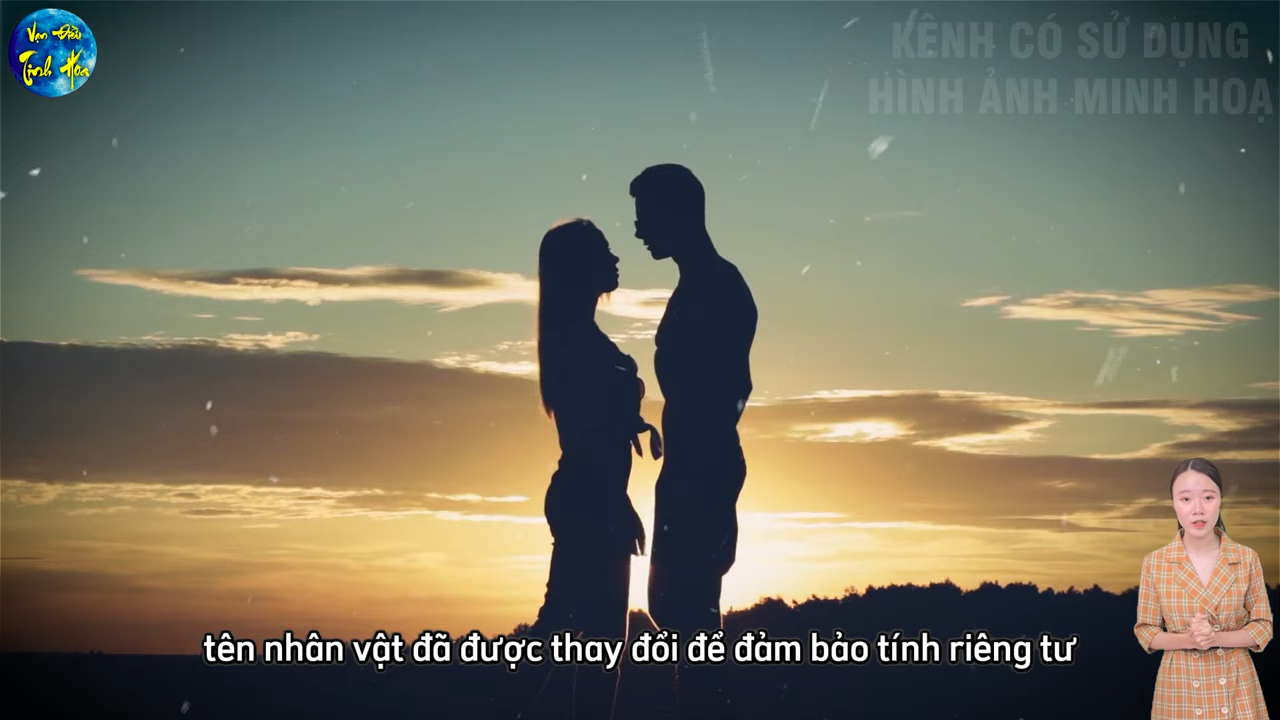 Vạn Điều
Tinh Hoa
KÊNH CÓ SỬ DỤNG
HÌNH ẢNH MINH HOẠ
tên nhân vật đã được thay đổi để đảm bảo tính riêng tư